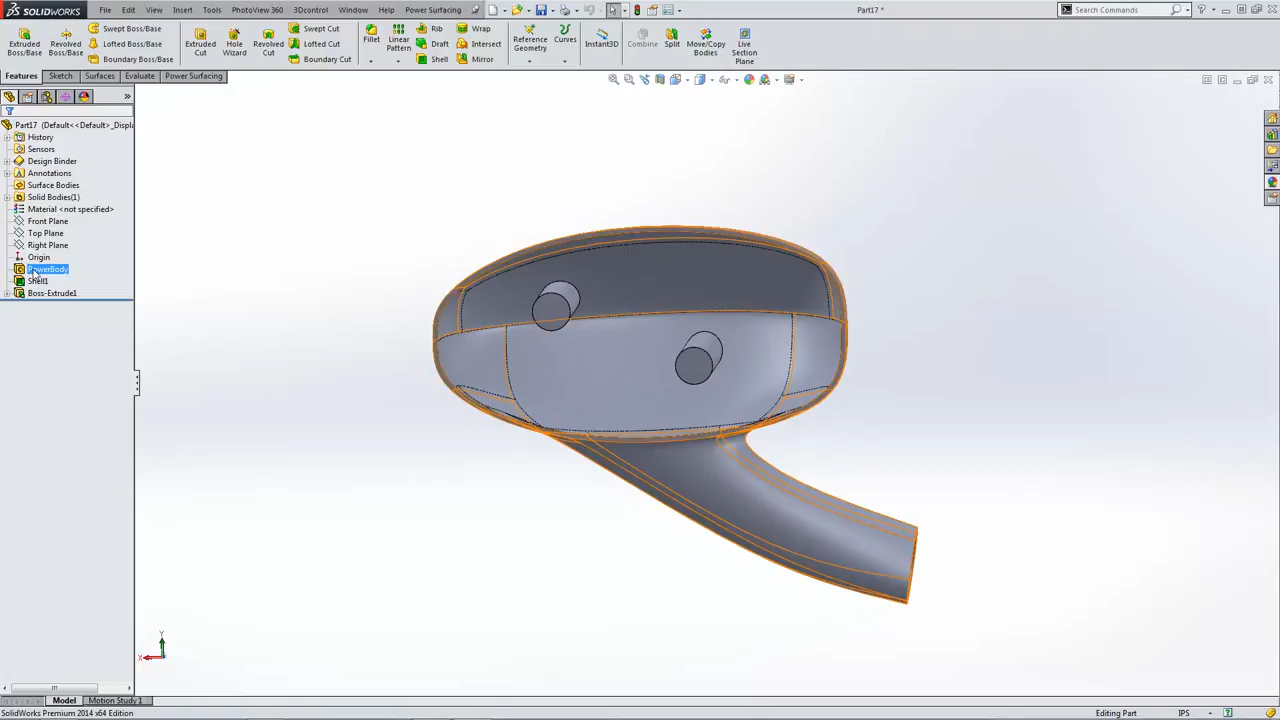 SOLIDWORKS File Edit View Insert Tools PhotoView 360 3Dcontrol Window Help Power Surfacing Part17 * Search Commands
Extruded Boss/Base Revolved Boss/Base Swept Boss/Base Lofted Boss/Base Boundary Boss/Base Extruded Cut Hole Wizard Revolved Cut Swept Cut Lofted Cut Boundary Cut Fillet Linear Pattern Rib Draft Shell Wrap Intersect Mirror Reference Geometry Curves Instant3D Combine Split Move/Copy Bodies Live Section Plane
Features Sketch Surfaces Evaluate Power Surfacing
Part17 (Default<<Default>_Displa
History
Sensors
Design Binder
Annotations
Surface Bodies
Solid Bodies(1)
Material <not specified>
Front Plane
Top Plane
Right Plane
Origin
PowerBody
Shell1
Boss-Extrude1
Y
X
Model Motion Study 1
SolidWorks Premium 2014 x64 Edition Editing Part IPS